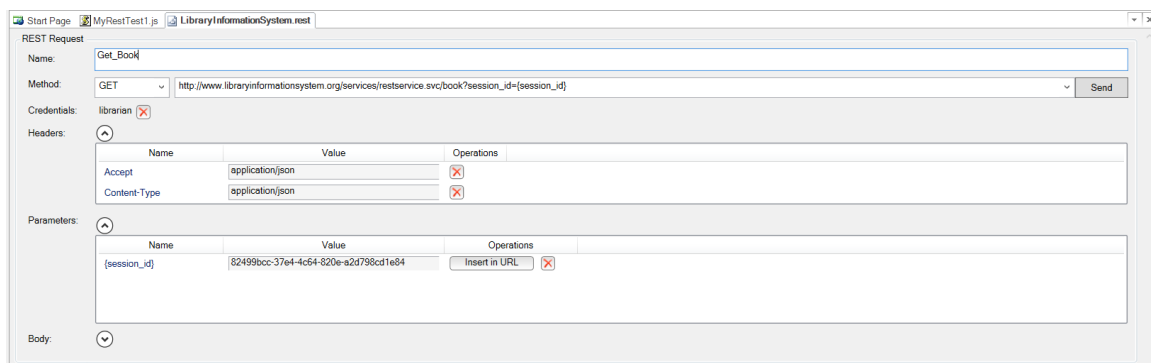 Start Page MyRestTest1.js LibraryInformationSystem.rest
REST Request
Name: Get_Book
Method: GET http://www.libraryinformationsystem.org/services/restservice.svc/book?session_id={session_id} Send
Credentials: librarian
Headers:
Name Value Operations
Accept application/json
Content-Type application/json
Parameters:
Name Value Operations
{session_id} 82499bcc-37e4-4c64-820e-a2d798cd1e84 Insert in URL
Body: